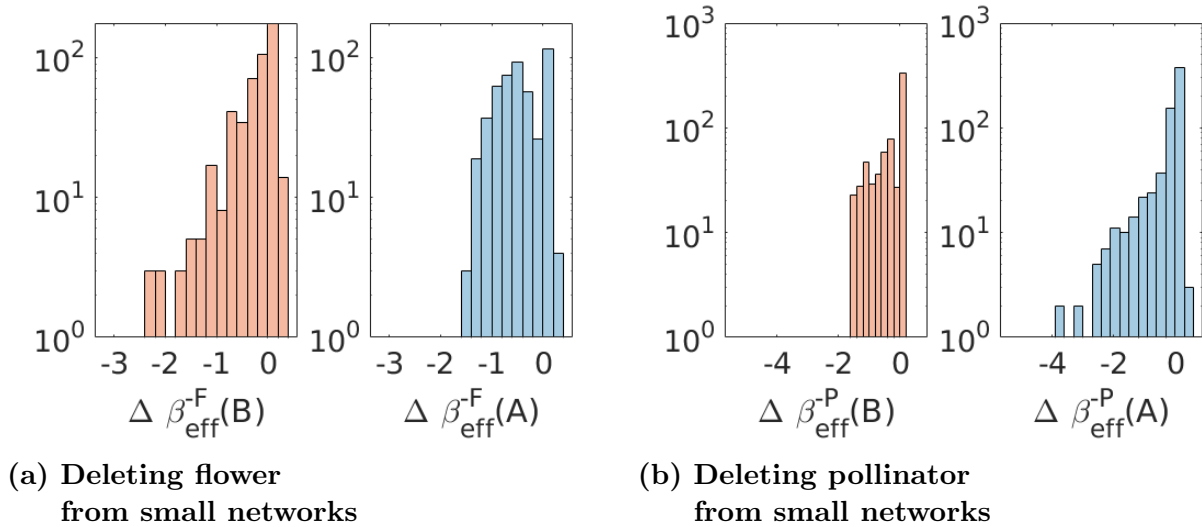 10^2
10^1
10^0
-3 -2 -1 0
Δ β_eff^-F(B)
10^2
10^1
10^0
-3 -2 -1 0
Δ β_eff^-F(A)
(a) Deleting flower
from small networks
10^3
10^2
10^1
10^0
-4 -2 0
Δ β_eff^-P(B)
10^3
10^2
10^1
10^0
-4 -2 0
Δ β_eff^-P(A)
(b) Deleting pollinator
from small networks